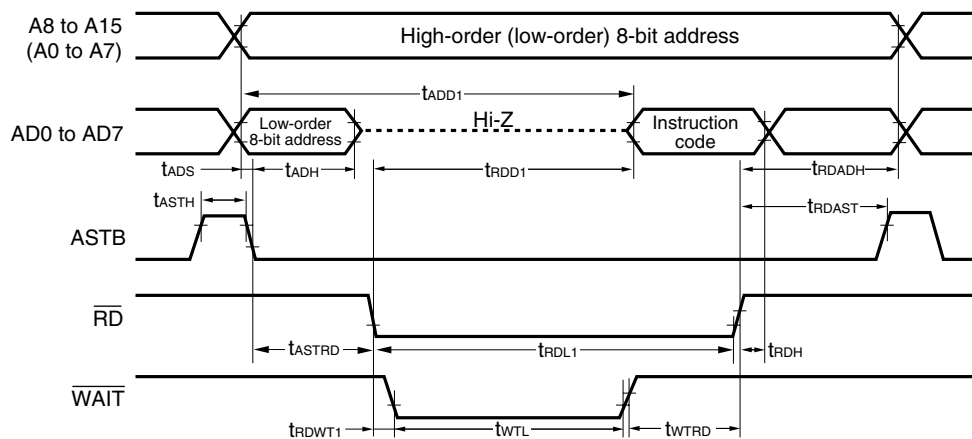 A8 to A15
(A0 to A7)
High-order (low-order) 8-bit address
tADD1
AD0 to AD7
Low-order
8-bit address
Hi-Z
Instruction
code
tADS
tADH
tRDD1
tRDADH
tASTH
tRDAST
ASTB
RD
tASTRD
tRDL1
tRDH
WAIT
tRDWT1
tWTL
tWTRD